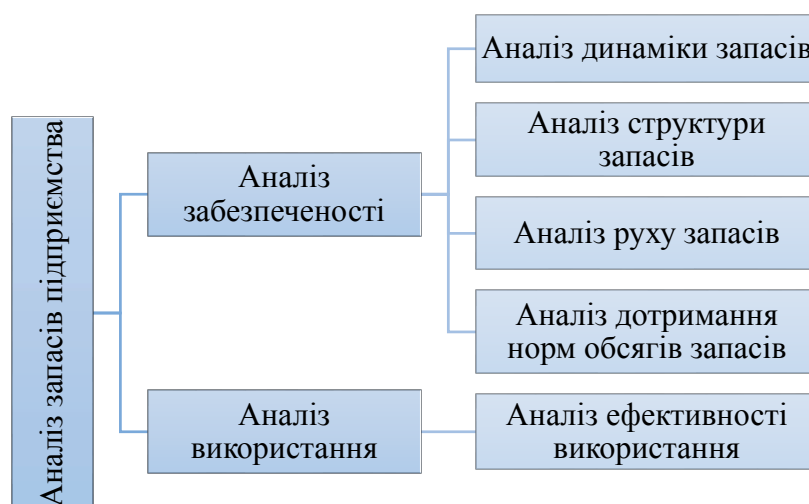 Аналіз запасів підприємства
Аналіз
забезпеченості
Аналіз динаміки запасів
Аналіз структури
запасів
Аналіз руху запасів
Аналіз дотримання
норм обсягів запасів
Аналіз
використання
Аналіз ефективності
використання